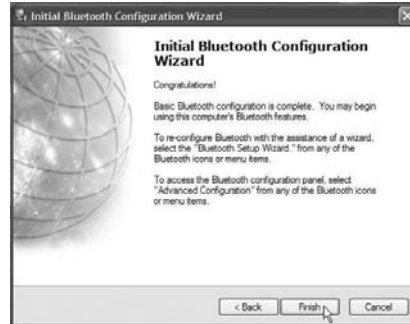 Initial Bluetooth Configuration Wizard
Initial Bluetooth Configuration
Wizard
Congratulations!
Basic Bluetooth configuration is complete. You may begin
using this computer's Bluetooth features.
To re-configure Bluetooth with the assistance of a wizard,
select the "Bluetooth Setup Wizard." from any of the
Bluetooth icons or menu items.
To access the Bluetooth configuration panel, select
"Advanced Configuration" from any of the Bluetooth icons
or menu items.
< Back Finish Cancel